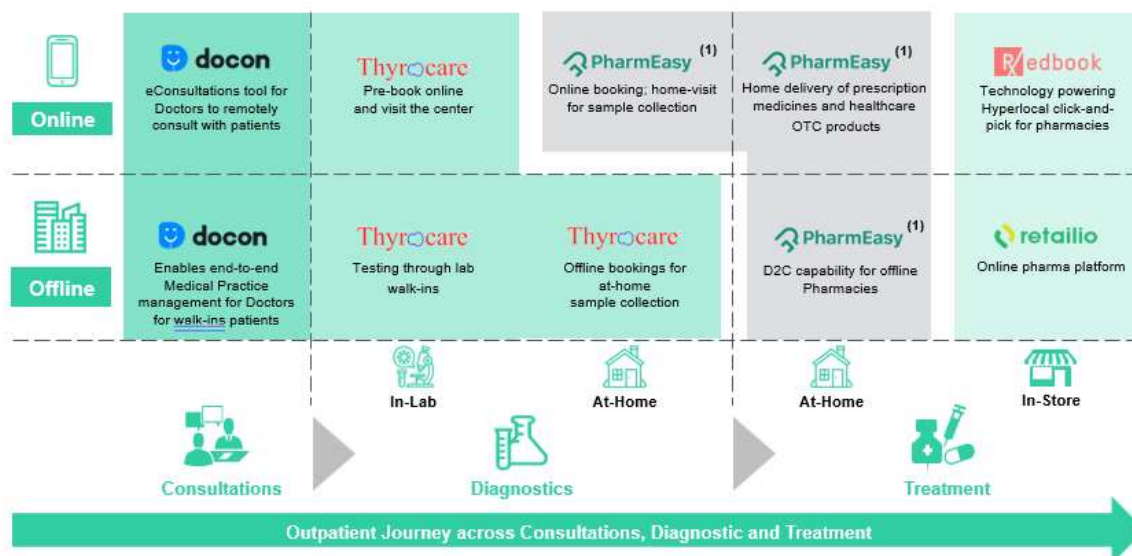 Online
docon
eConsultations tool for
Doctors to remotely
consult with patients
Thyrocare
Pre-book online
and visit the center
PharmEasy (1)
Online booking; home-visit
for sample collection
PharmEasy (1)
Home delivery of prescription
medicines and healthcare
OTC products
Rxedbook
Technology powering
Hyperlocal click-and-
pick for pharmacies
Offline
docon
Enables end-to-end
Medical Practice
management for Doctors
for walk-ins patients
Thyrocare
Testing through lab
walk-ins
Thyrocare
Offline bookings for
at-home
sample collection
PharmEasy (1)
D2C capability for offline
Pharmacies
retailio
Online pharma platform
In-Lab
At-Home
At-Home
In-Store
Consultations
Diagnostics
Treatment
Outpatient Journey across Consultations, Diagnostic and Treatment